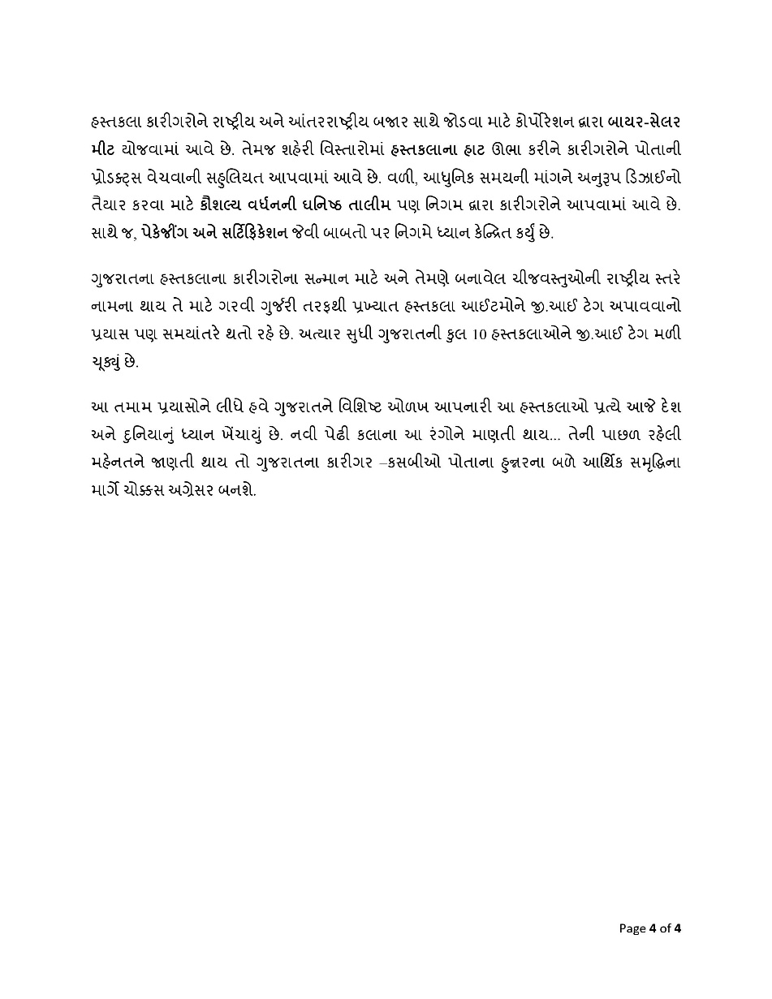 હસ્તકલા કારીગરોને રાષ્ટ્રીય અને આંતરરાષ્ટ્રીય બજાર સાથે જોડવા માટે કોર્પોરેશન દ્વારા બાયર-સેલર
મીટ યોજવામાં આવે છે. તેમજ શહેરી વિસ્તારોમાં હસ્તકલાના હાટ ઊભા કરીને કારીગરોને પોતાની
પ્રોડક્ટ્સ વેચવાની સહુલિયત આપવામાં આવે છે. વળી, આધુનિક સમયની માંગને અનુરૂપ ડિઝાઈનો
તૈયાર કરવા માટે કૌશલ્ય વર્ધનની ઘનિષ્ઠ તાલીમ પણ નિગમ દ્વારા કારીગરોને આપવામાં આવે છે.
સાથે જ, પેકેજીંગ અને સર્ટિફિકેશન જેવી બાબતો પર નિગમે ધ્યાન કેન્દ્રિત કર્યું છે.
ગુજરાતના હસ્તકલાના કારીગરોના સન્માન માટે અને તેમણે બનાવેલ ચીજવસ્તુઓની રાષ્ટ્રીય સ્તરે
નામના થાય તે માટે ગરવી ગુર્જરી તરફથી પ્રખ્યાત હસ્તકલા આઈટમોને જી.આઈ ટેગ અપાવવાનો
પ્રયાસ પણ સમયાંતરે થતો રહે છે. અત્યાર સુધી ગુજરાતની કુલ 10 હસ્તકલાઓને જી.આઈ ટેગ મળી
ચૂક્યું છે.
આ તમામ પ્રયાસોને લીધે હવે ગુજરાતને વિશિષ્ટ ઓળખ આપનારી આ હસ્તકલાઓ પ્રત્યે આજે દેશ
અને દુનિયાનું ધ્યાન ખેંચાયું છે. નવી પેઢી કલાના આ રંગોને માણતી થાય... તેની પાછળ રહેલી
મહેનતને જાણતી થાય તો ગુજરાતના કારીગર –કસબીઓ પોતાના હુન્નરના બળે આર્થિક સમૃદ્ધિના
માર્ગે ચોક્કસ અગ્રેસર બનશે.
Page 4 of 4